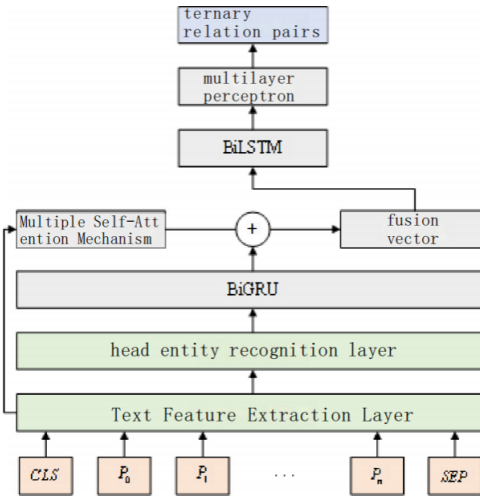 ternary
relation pairs
multilayer
perceptron
BiLSTM
Multiple Self-Att
ention Mechanism
+
fusion
vector
BiGRU
head entity recognition layer
Text Feature Extraction Layer
CLS P₀ P₁ ... Pₙ SEP